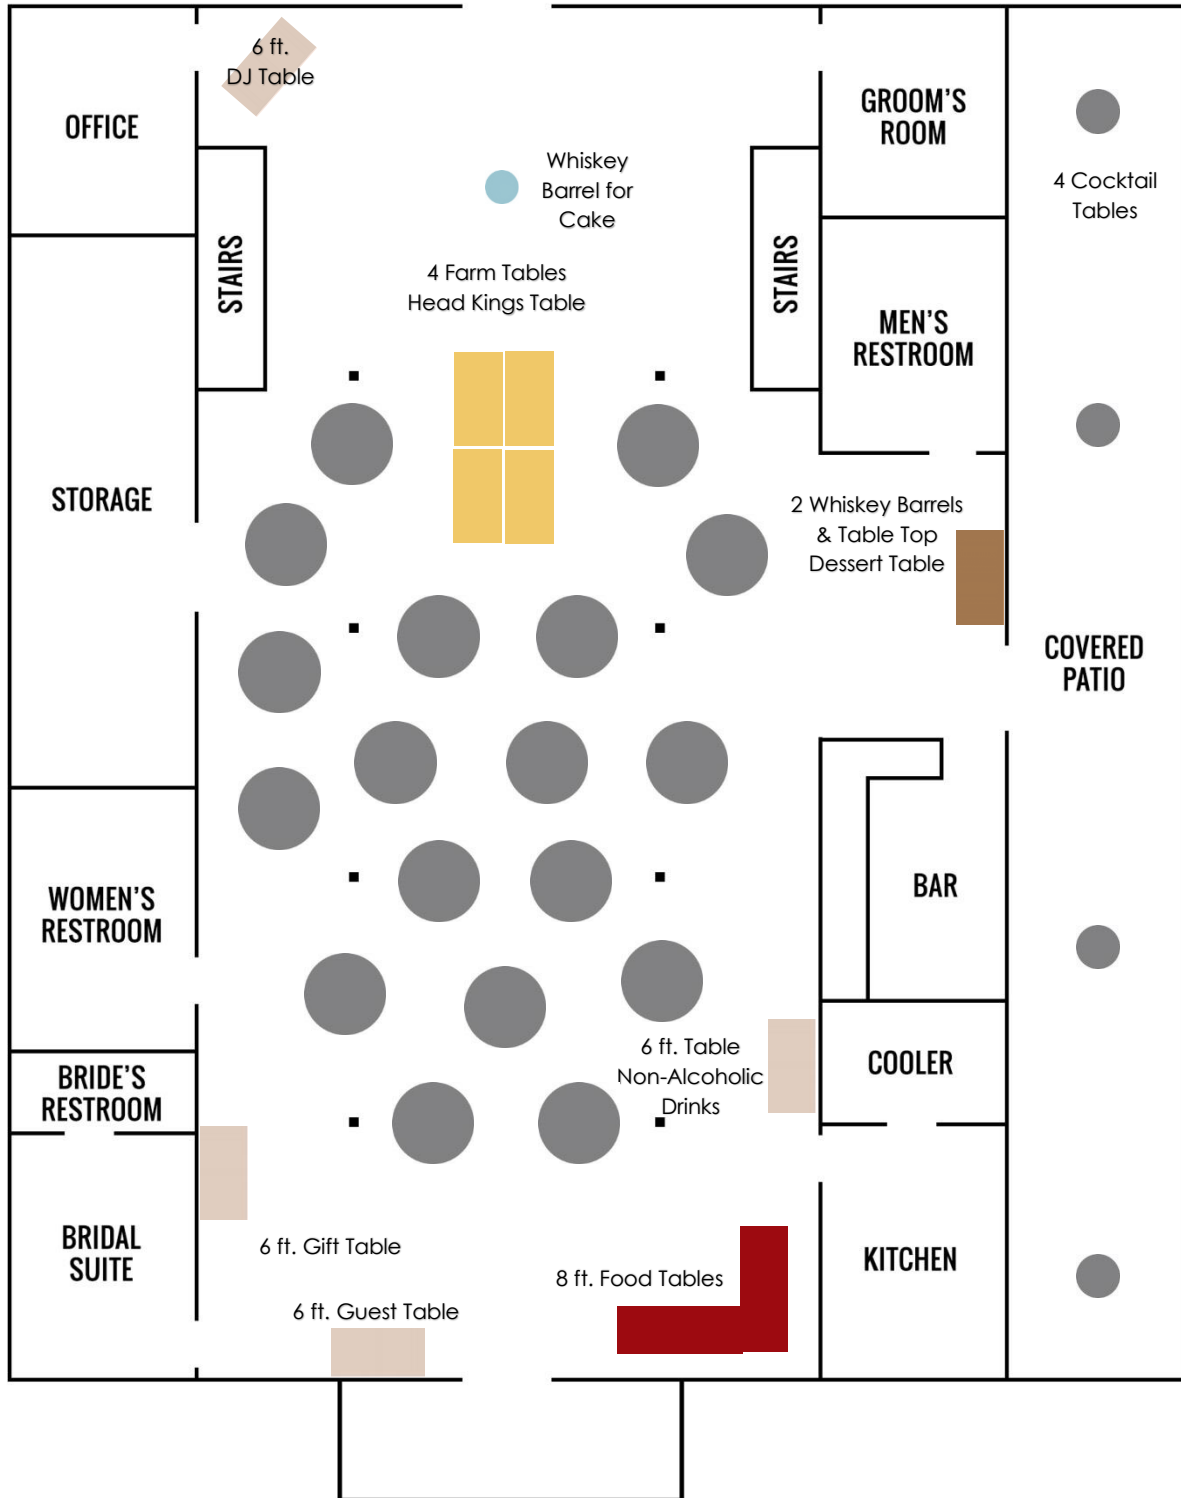 6 ft.
DJ Table
OFFICE
GROOM'S
ROOM
Whiskey
Barrel for
Cake
4 Cocktail
Tables
STAIRS
STAIRS
4 Farm Tables
Head Kings Table
MEN'S
RESTROOM
STORAGE
2 Whiskey Barrels
& Table Top
Dessert Table
COVERED
PATIO
WOMEN'S
RESTROOM
BAR
6 ft. Table
Non-Alcoholic
Drinks
COOLER
BRIDE'S
RESTROOM
BRIDAL
SUITE
6 ft. Gift Table
KITCHEN
8 ft. Food Tables
6 ft. Guest Table